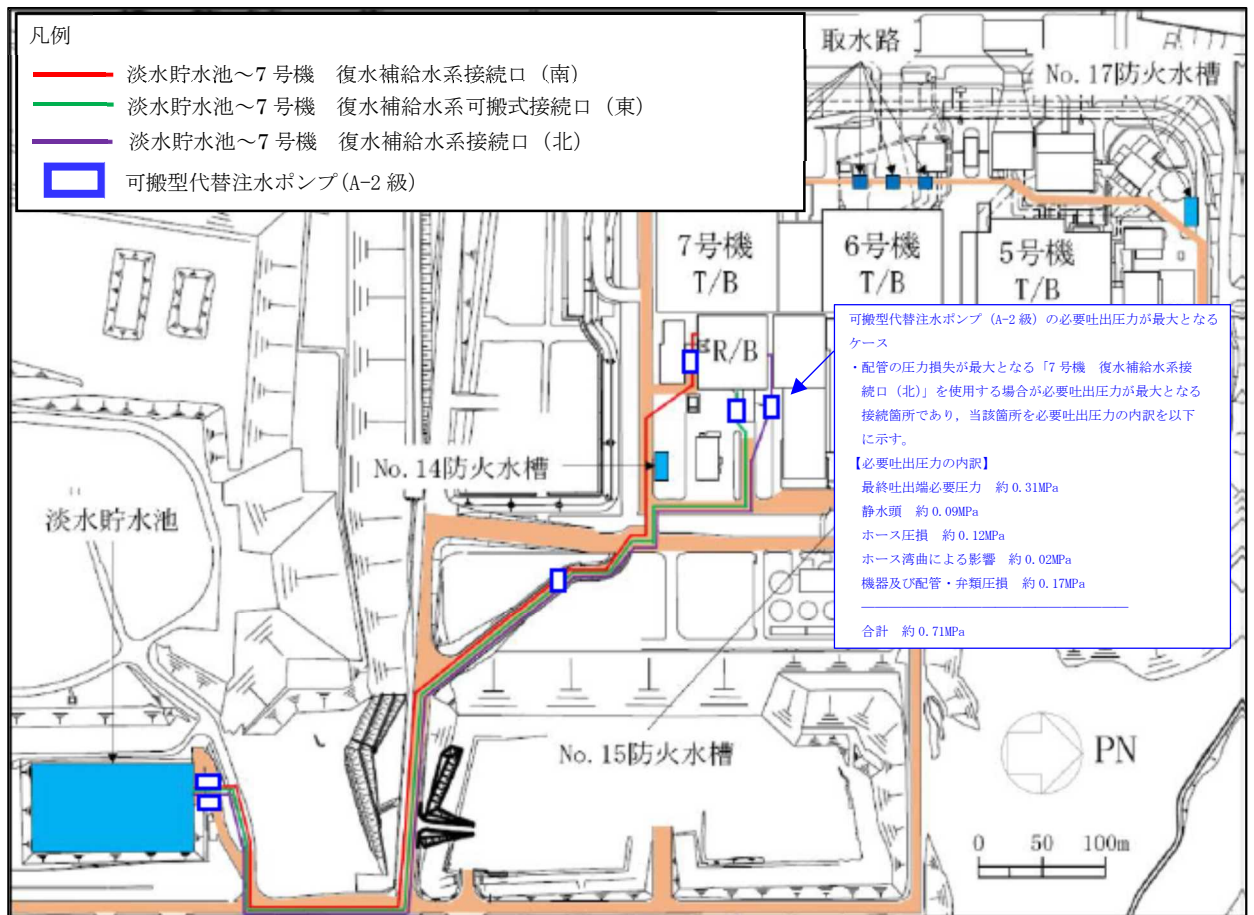 凡例
淡水貯水池～7 号機　復水補給水系接続口（南）
淡水貯水池～7 号機　復水補給水系可搬式接続口（東）
淡水貯水池～7 号機　復水補給水系接続口（北）
可搬型代替注水ポンプ(A-2 級)
取水路
No.17防火水槽
7号機
T/B
6号機
T/B
5号機
T/B
R/B
可搬型代替注水ポンプ（A-2 級）の必要吐出圧力が最大となる
ケース
・配管の圧力損失が最大となる「7 号機　復水補給水系接
続口（北）」を使用する場合が必要吐出圧力が最大となる
接続箇所であり，当該箇所を必要吐出圧力の内訳を以下
に示す。
【必要吐出圧力の内訳】
最終吐出端必要圧力　約 0.31MPa
静水頭　約 0.09MPa
ホース圧損　約 0.12MPa
ホース湾曲による影響　約 0.02MPa
機器及び配管・弁類圧損　約 0.17MPa
合計　約 0.71MPa
No.14防火水槽
淡水貯水池
No.15防火水槽
PN
0　50　100m